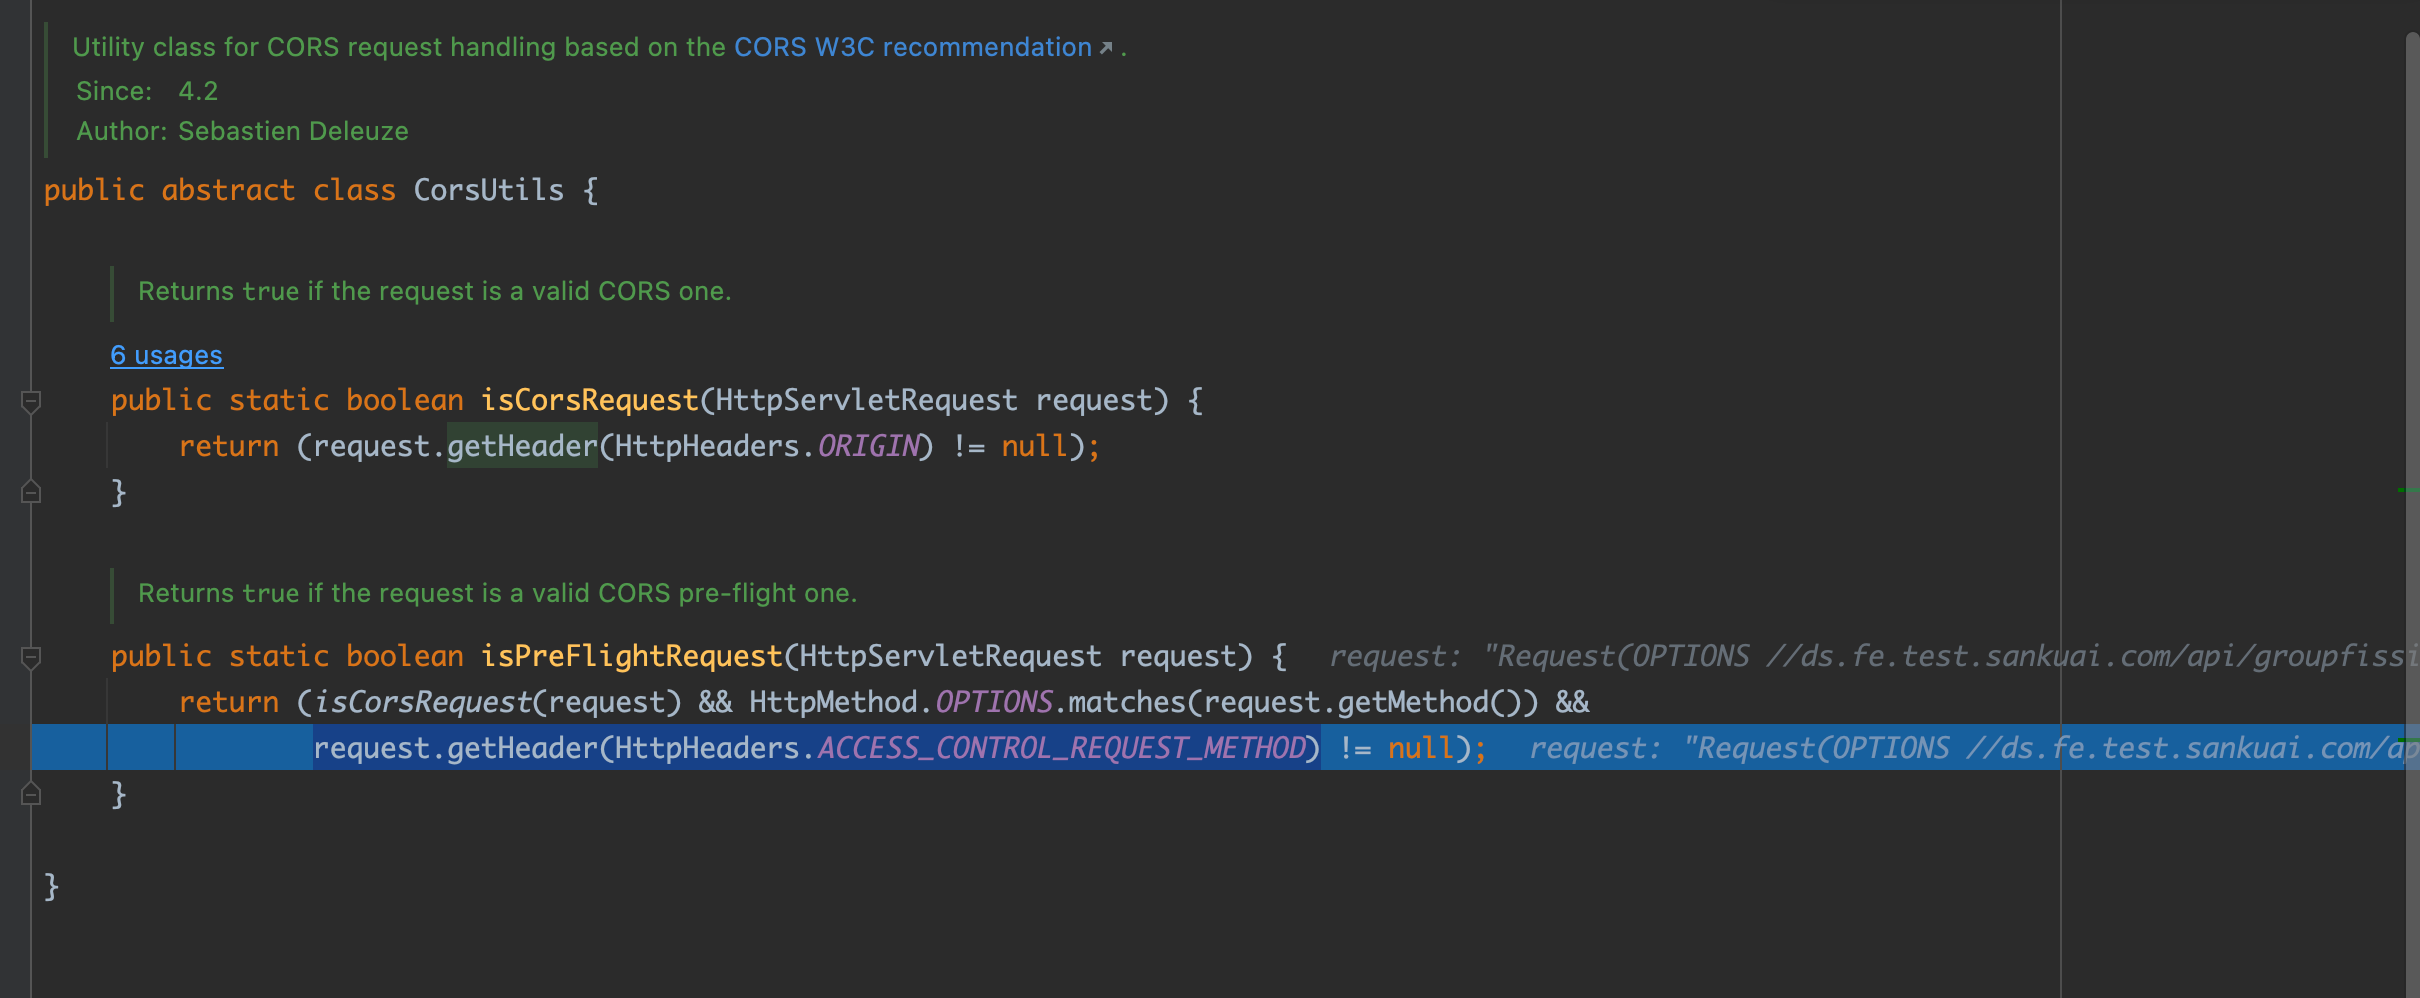 Utility class for CORS request handling based on the CORS W3C recommendation↗.
Since: 4.2
Author: Sebastien Deleuze
public abstract class CorsUtils {
Returns true if the request is a valid CORS one.
6 usages
public static boolean isCorsRequest(HttpServletRequest request) {
return (request.getHeader(HttpHeaders.ORIGIN) != null);
}
Returns true if the request is a valid CORS pre-flight one.
public static boolean isPreFlightRequest(HttpServletRequest request) { request: "Request(OPTIONS //ds.fe.test.sankuai.com/api/groupfissi
return (isCorsRequest(request) && HttpMethod.OPTIONS.matches(request.getMethod()) &&
request.getHeader(HttpHeaders.ACCESS_CONTROL_REQUEST_METHOD) != null); request: "Request(OPTIONS //ds.fe.test.sankuai.com/ap
}
}